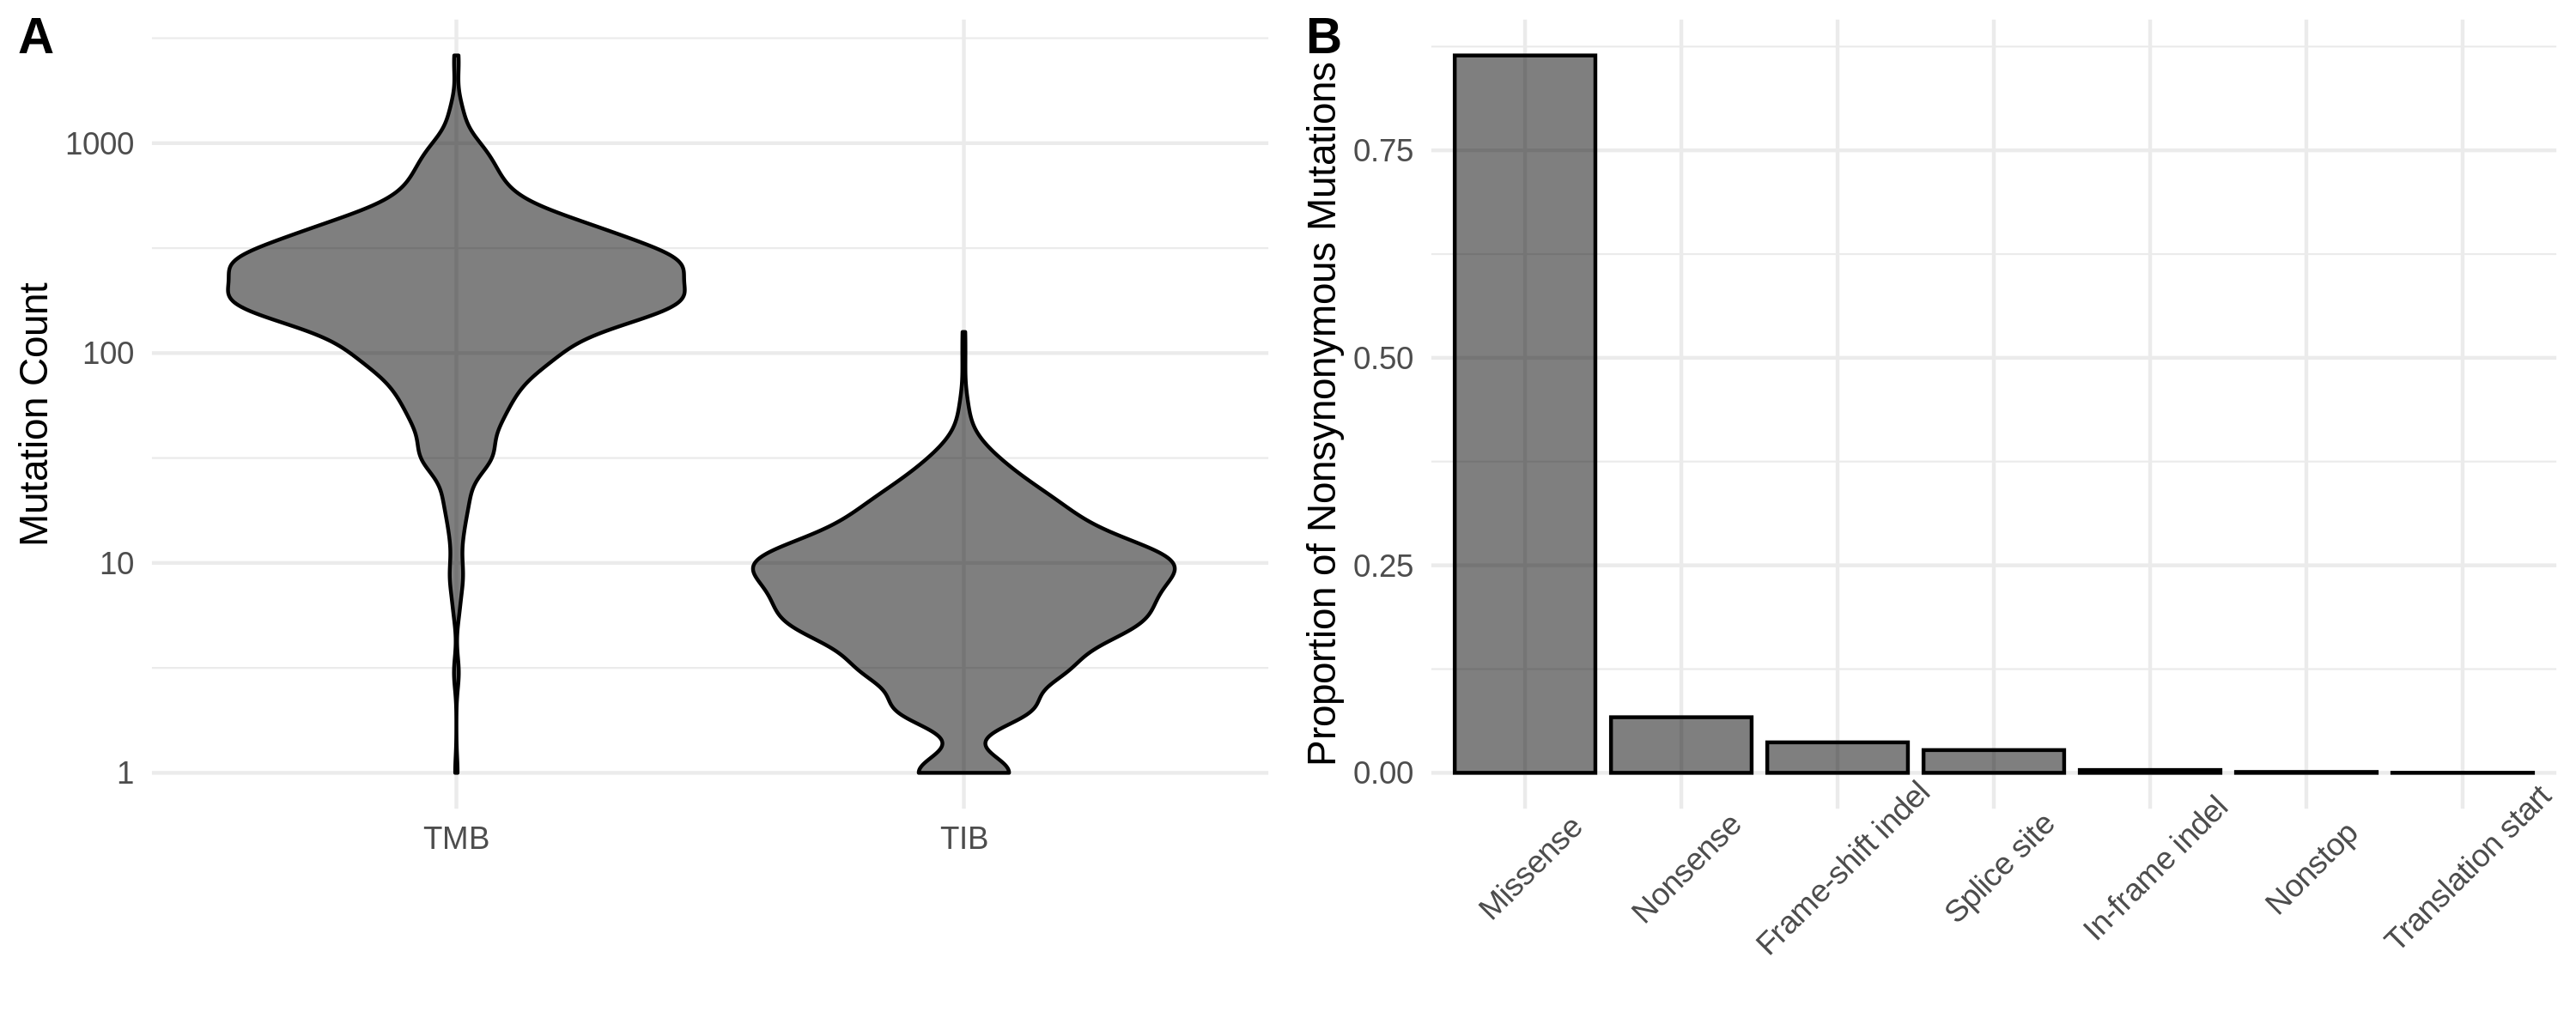 A
Mutation Count
1000
100
10
1
TMB
TIB
B
Proportion of Nonsynonymous Mutations
0.75
0.50
0.25
0.00
Missense
Nonsense
Frame-shift indel
Splice site
In-frame indel
Nonstop
Translation start